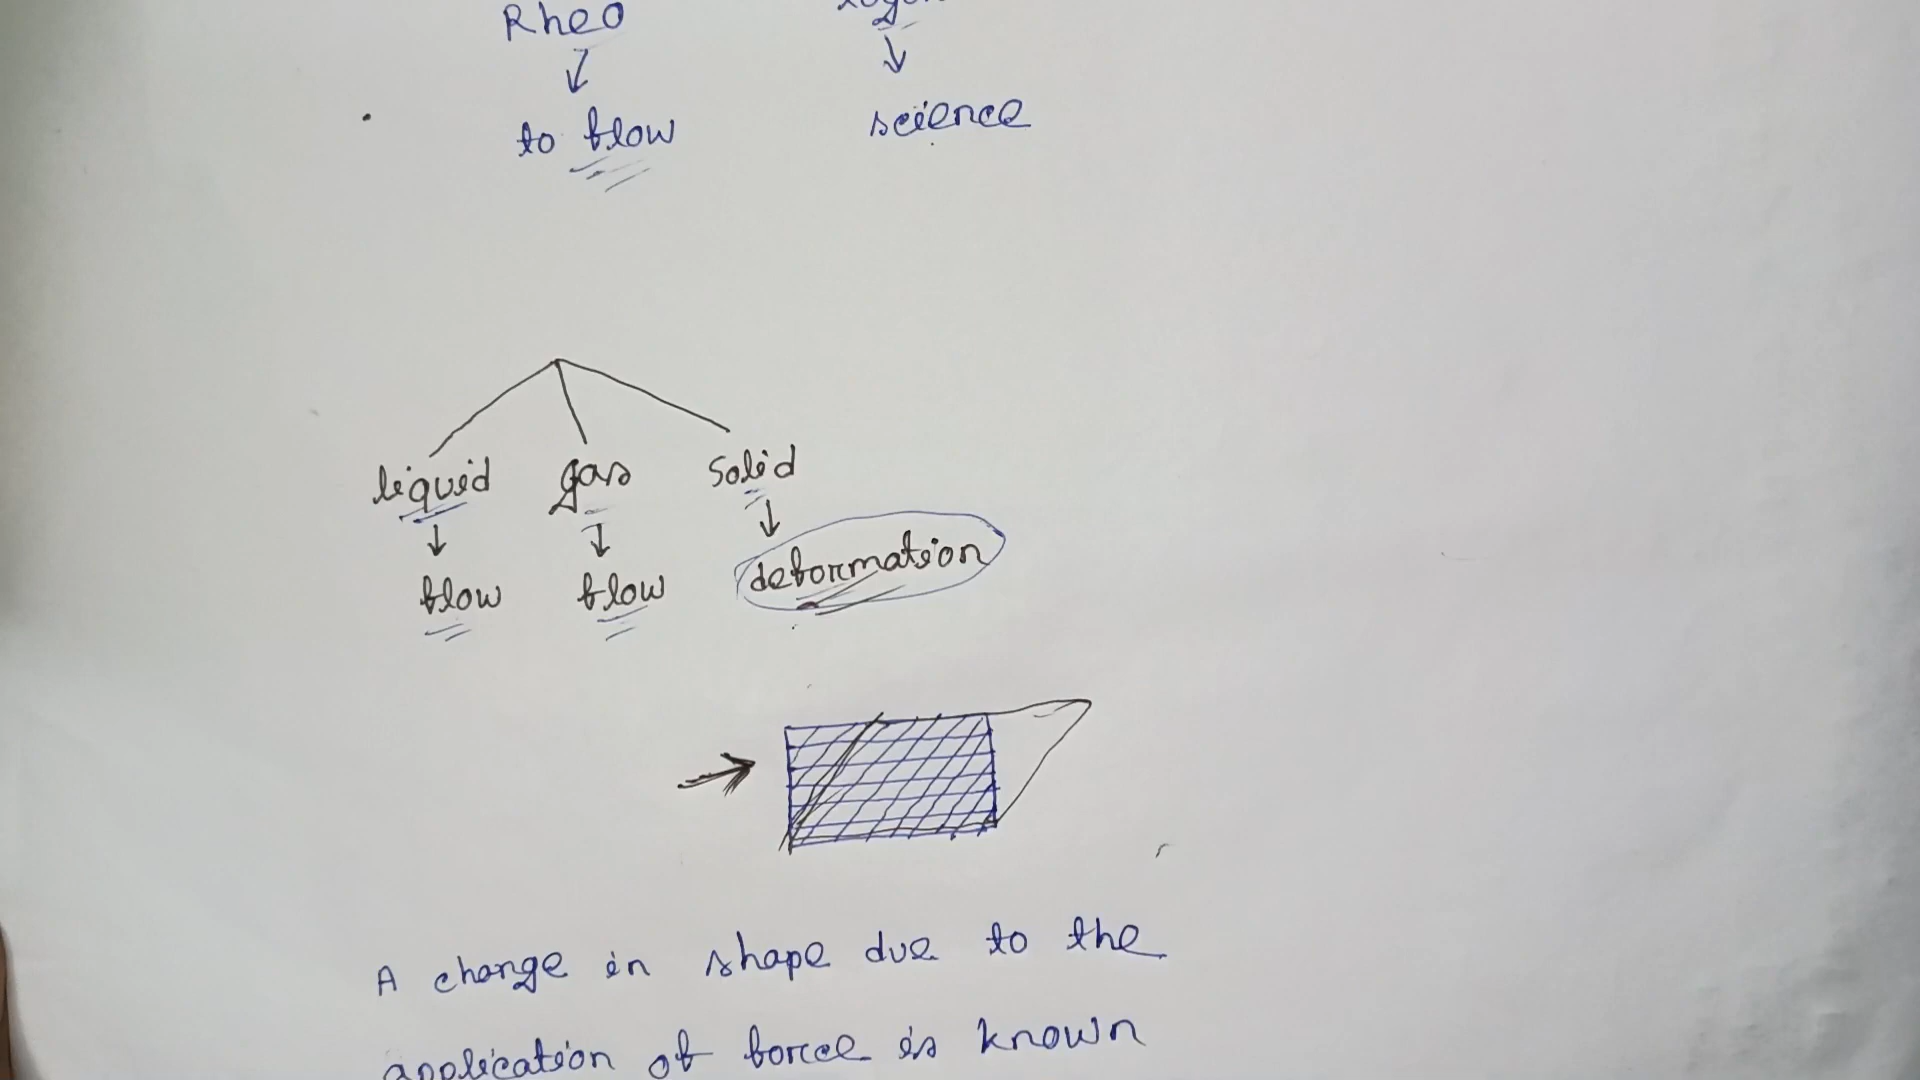 Rheo
to flow
science
liquid gas solid
flow flow deformation
A change in shape due to the
application of force is known